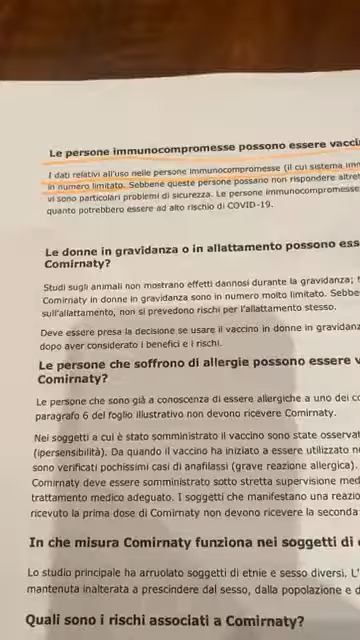 Le persone immunocompromesse possono essere
I dati relativi all'uso nelle persone immunocompromesse (il cui sistema
in numero limitato. Sebbene queste persone possano non rispondere
vi sono particolari problemi di sicurezza. Le persone immunocompromesse
quanto potrebbero essere ad alto rischio di COVID-19.
Le donne in gravidanza o in allattamento possono
Comirnaty?
Studi sugli animali non mostrano effetti dannosi durante la gravidanza;
Comirnaty in donne in gravidanza sono in numero molto limitato.
sull'allattamento, non si prevedono rischi per l'allattamento stesso.
Deve essere presa la decisione se usare il vaccino in donne in
dopo aver considerato i benefici e i rischi.
Le persone che soffrono di allergie possono essere
Comirnaty?
Le persone che sono già a conoscenza di essere allergiche a uno dei
paragrafo 6 del foglio illustrativo non devono ricevere Comirnaty.
Nei soggetti a cui è stato somministrato il vaccino sono state
(ipersensibilità). Da quando il vaccino ha iniziato a essere utilizzato
sono verificati pochissimi casi di anafilassi (grave reazione allergica).
Comirnaty deve essere somministrato sotto stretta supervisione
trattamento medico adeguato. I soggetti che manifestano una
ricevuto la prima dose di Comirnaty non devono ricevere la seconda
In che misura Comirnaty funziona nei soggetti di
Lo studio principale ha arruolato soggetti di etnie e sesso diversi.
mantenuta inalterata a prescindere dal sesso, dalla popolazione e
Quali sono i rischi associati a Comirnaty?